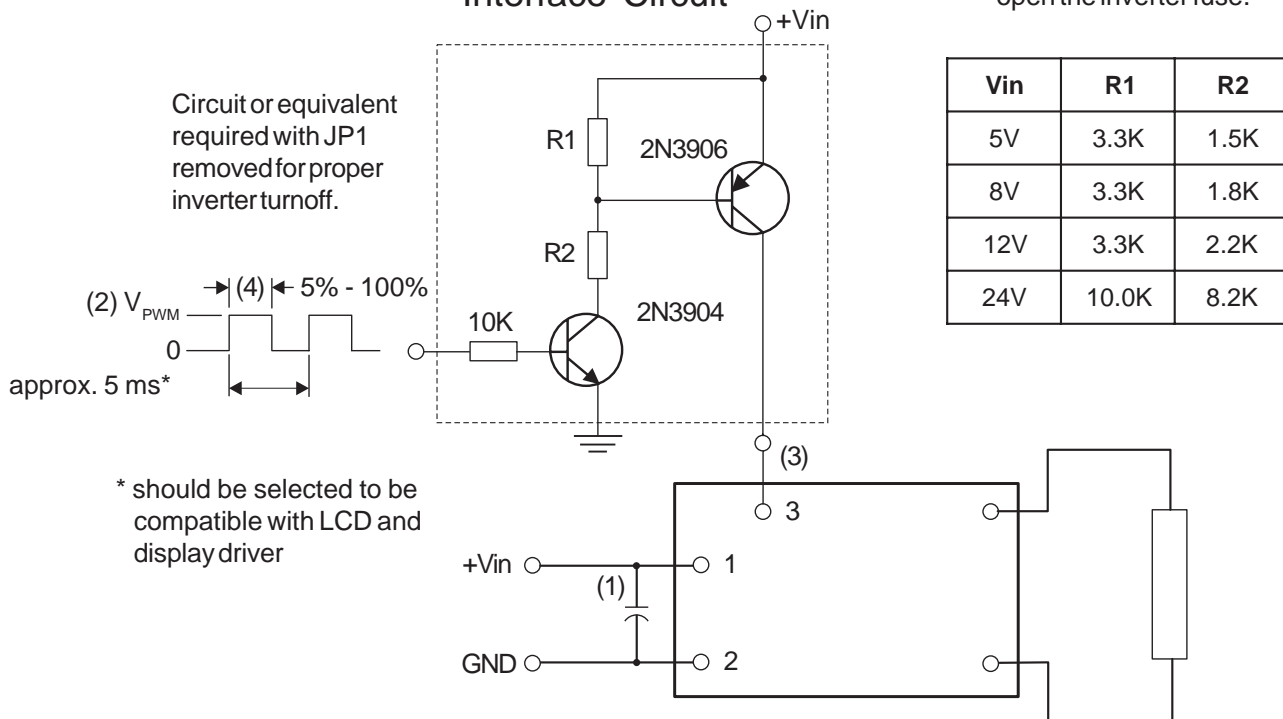 Interface Circuit
open the inverter fuse.
+Vin
Circuit or equivalent
required with JP1
removed for proper
inverter turnoff.
R1
2N3906
R2
2N3904
10K
(2) VPWM
(4)
5% - 100%
0
approx. 5 ms*
Vin R1 R2
5V 3.3K 1.5K
8V 3.3K 1.8K
12V 3.3K 2.2K
24V 10.0K 8.2K
* should be selected to be
compatible with LCD and
display driver
(3)
3
+Vin
1
(1)
GND
2